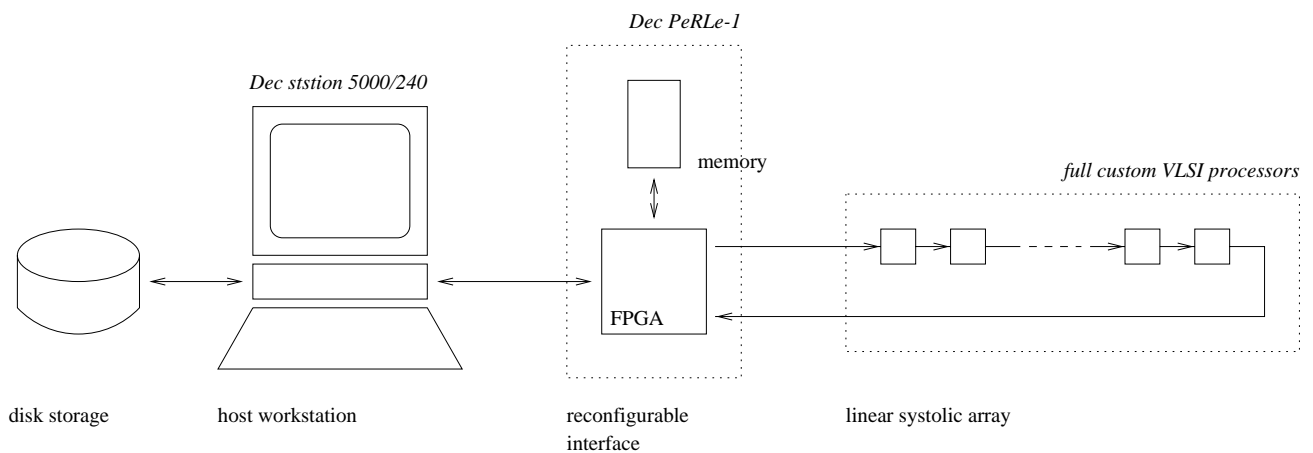 Dec PeRLe-1
Dec ststion 5000/240
memory
full custom VLSI processors
FPGA
disk storage
host workstation
reconfigurable
interface
linear systolic array